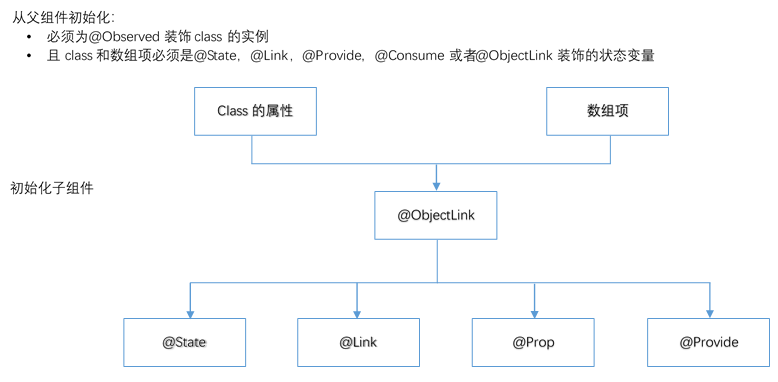 从父组件初始化：
• 必须为@Observed 装饰 class 的实例
• 且 class 和数组项必须是@State，@Link，@Provide，@Consume 或者@ObjectLink 装饰的状态变量
Class 的属性
数组项
初始化子组件
@ObjectLink
@State
@Link
@Prop
@Provide